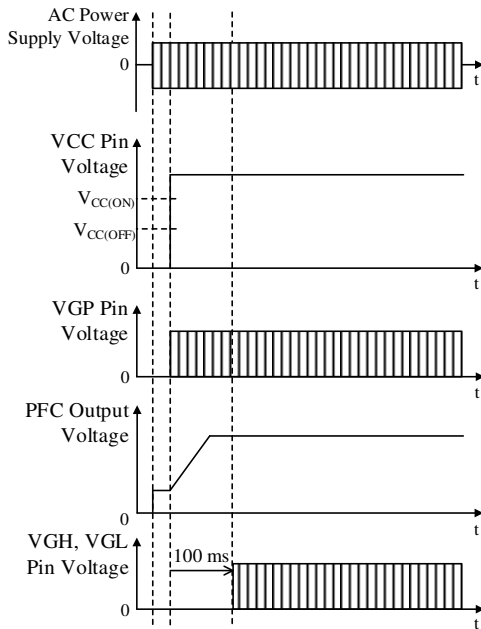 AC Power
Supply Voltage
0
t
VCC Pin
Voltage
VCC(ON)
VCC(OFF)
0
t
VGP Pin
Voltage
0
t
PFC Output
Voltage
0
t
VGH, VGL
Pin Voltage
100 ms
0
t